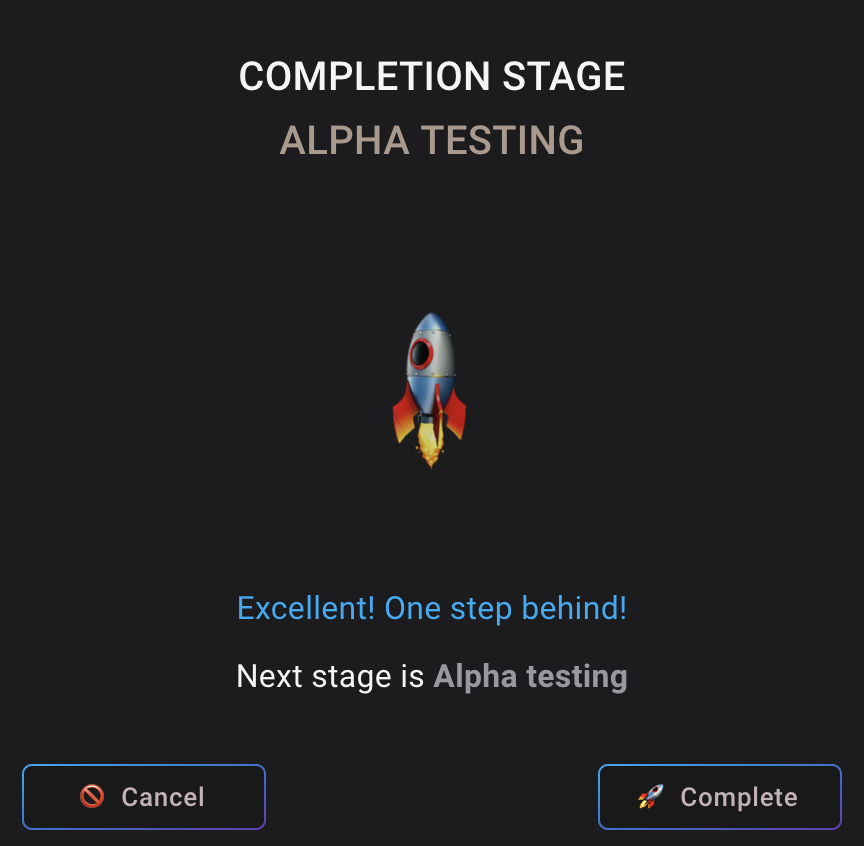 COMPLETION STAGE
ALPHA TESTING
Excellent! One step behind!
Next stage is Alpha testing
Cancel
Complete